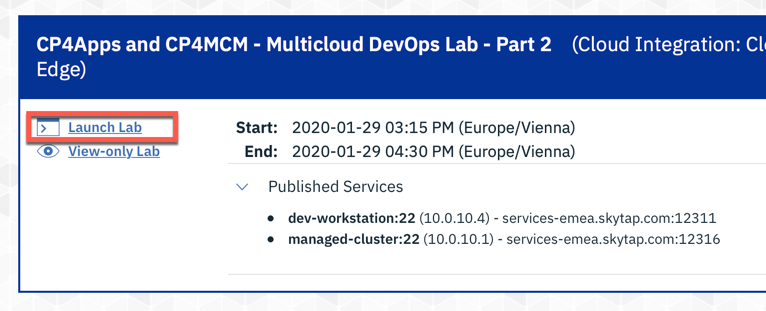 CP4Apps and CP4MCM - Multicloud DevOps Lab - Part 2 (Cloud Integration:
Edge)
Launch Lab
View-only Lab
Start: 2020-01-29 03:15 PM (Europe/Vienna)
End: 2020-01-29 04:30 PM (Europe/Vienna)
Published Services
dev-workstation:22 (10.0.10.4) - services-emea.skytap.com:12311
managed-cluster:22 (10.0.10.1) - services-emea.skytap.com:12316